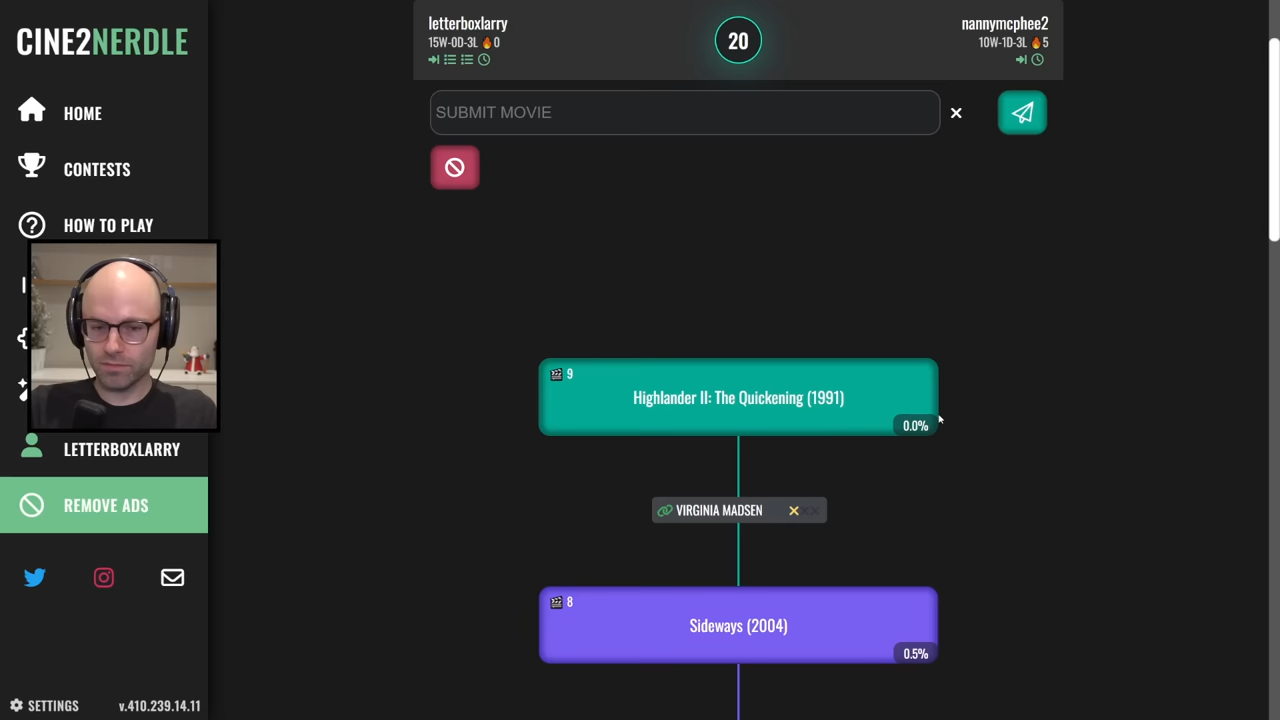 CINE2NERDLE
HOME
CONTESTS
HOW TO PLAY
LETTERBOXLARRY
REMOVE ADS
SETTINGS
v.410.239.14.11
letterboxlarry
15W-0D-3L 🔥0
20
nannymcphee2
10W-1D-3L 🔥5
SUBMIT MOVIE
9
Highlander II: The Quickening (1991)
0.0%
VIRGINIA MADSEN
8
Sideways (2004)
0.5%